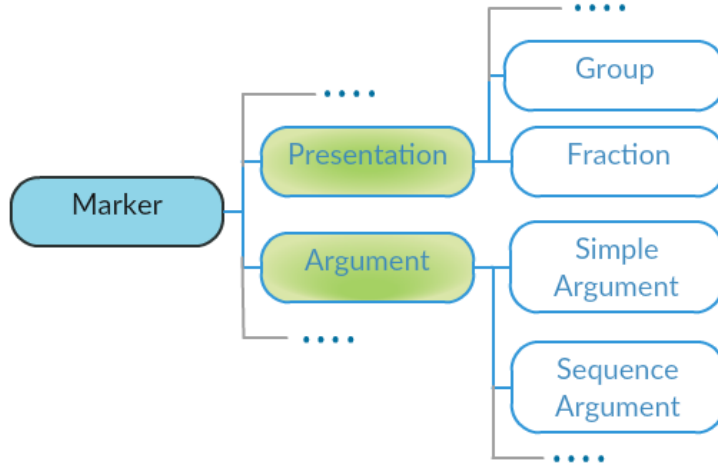 Group
Presentation
Fraction
Marker
Argument
Simple
Argument
Sequence
Argument